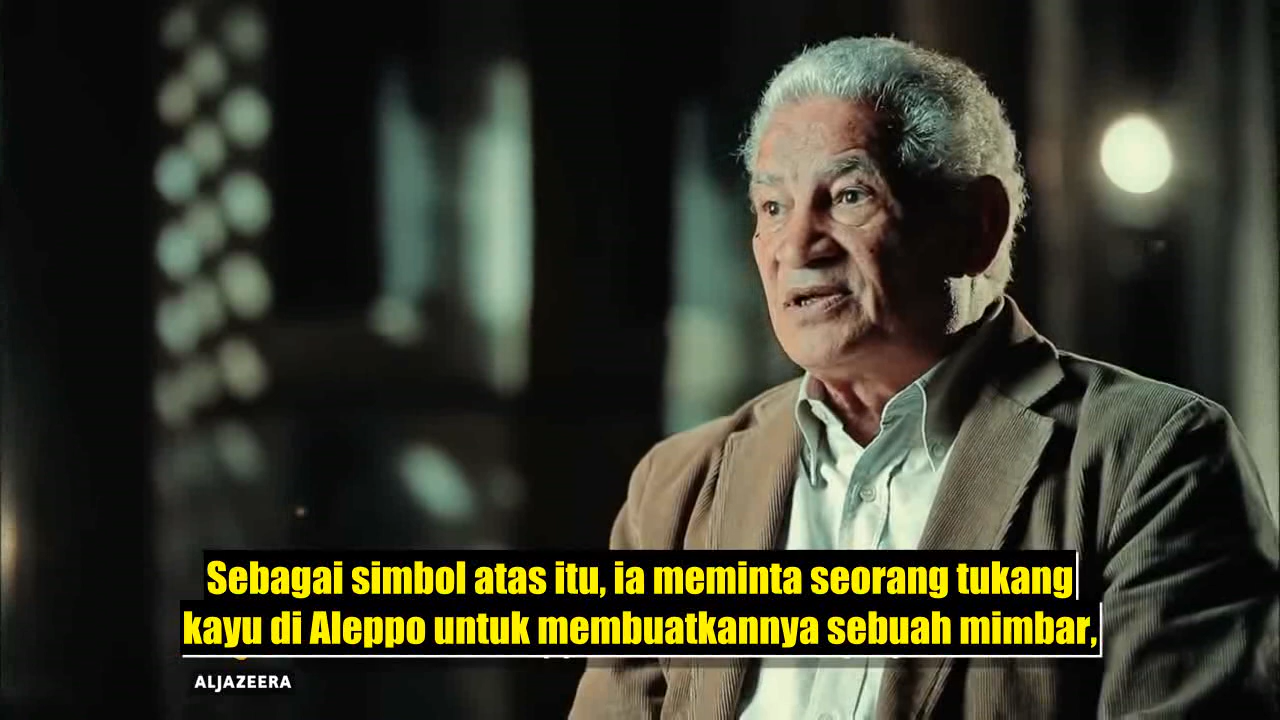 Sebagai simbol atas itu, ia meminta seorang tukang
kayu di Aleppo untuk membuatkannya sebuah mimbar,
ALJAZEERA